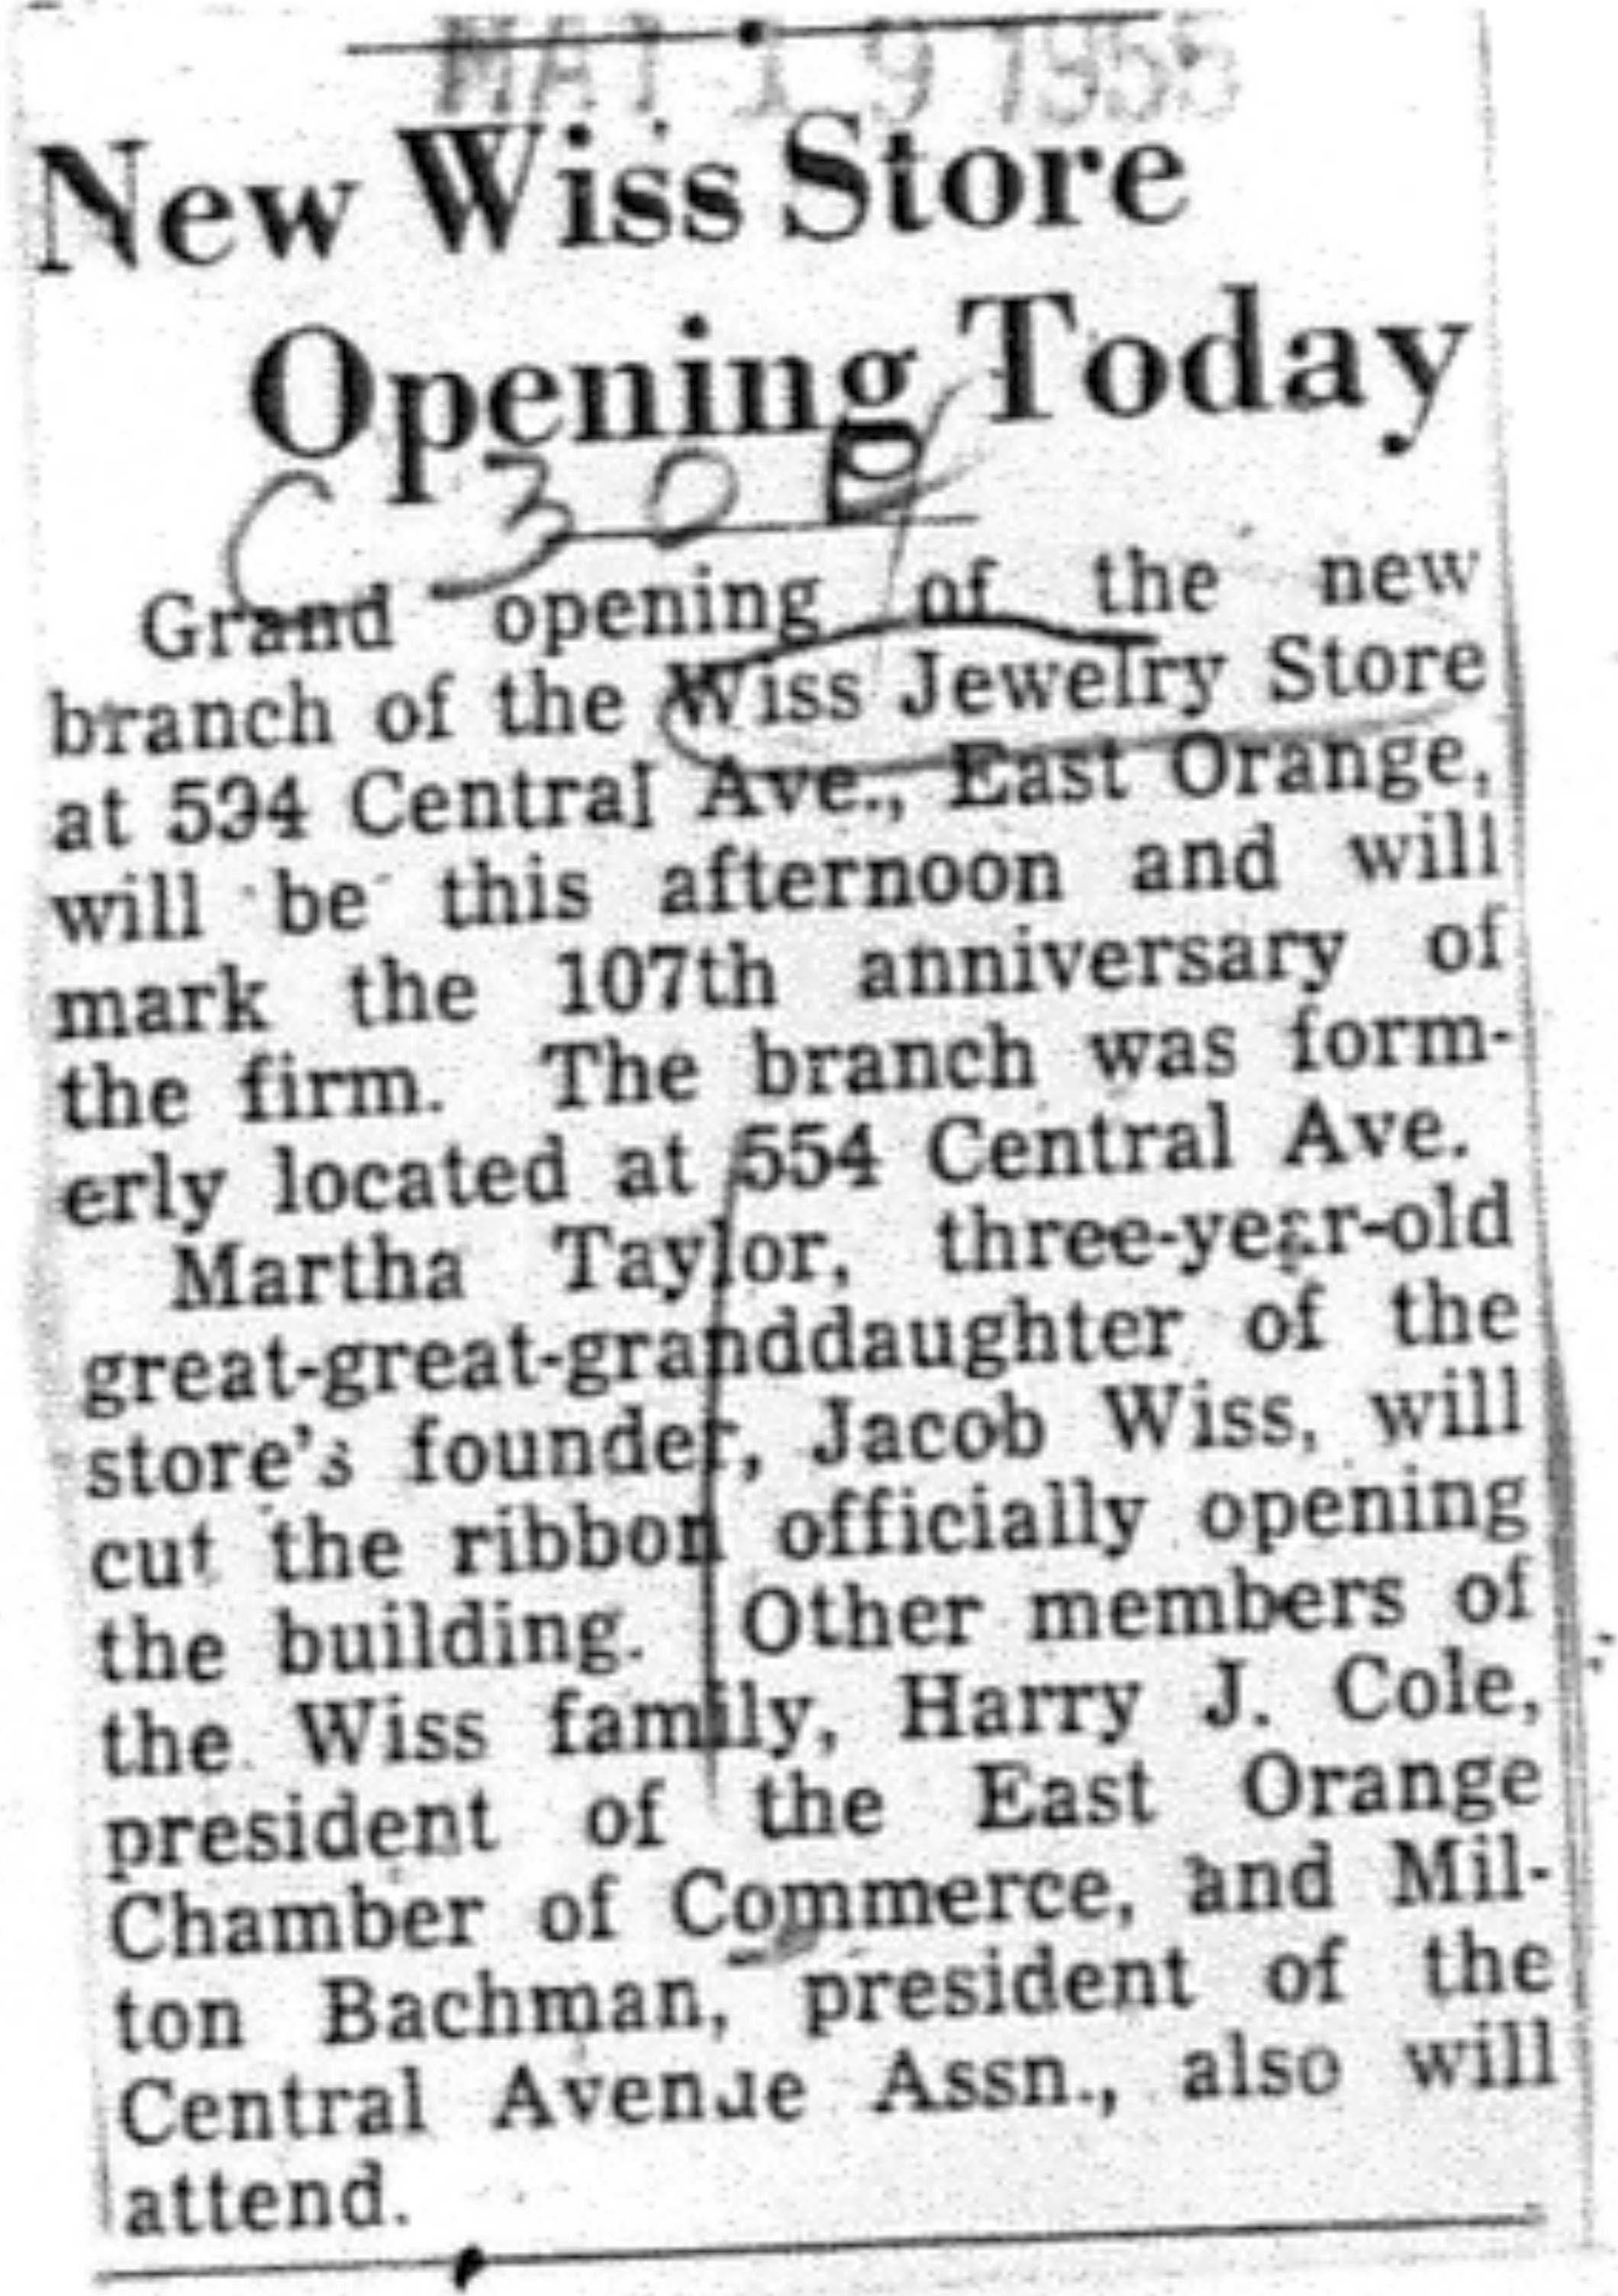 MAY 19 1955
New Wiss Store
Opening Today
C 30
Grand opening of the new
branch of the Wiss Jewelry Store
at 534 Central Ave., East Orange,
will be this afternoon and will
mark the 107th anniversary of
the firm. The branch was form-
erly located at 554 Central Ave.
Martha Taylor, three-year-old
great-great-granddaughter of the
store's founder, Jacob Wiss, will
cut the ribbon officially opening
the building. Other members of
the Wiss family, Harry J. Cole,
president of the East Orange
Chamber of Commerce, and Mil-
ton Bachman, president of the
Central Avenue Assn., also will
attend.